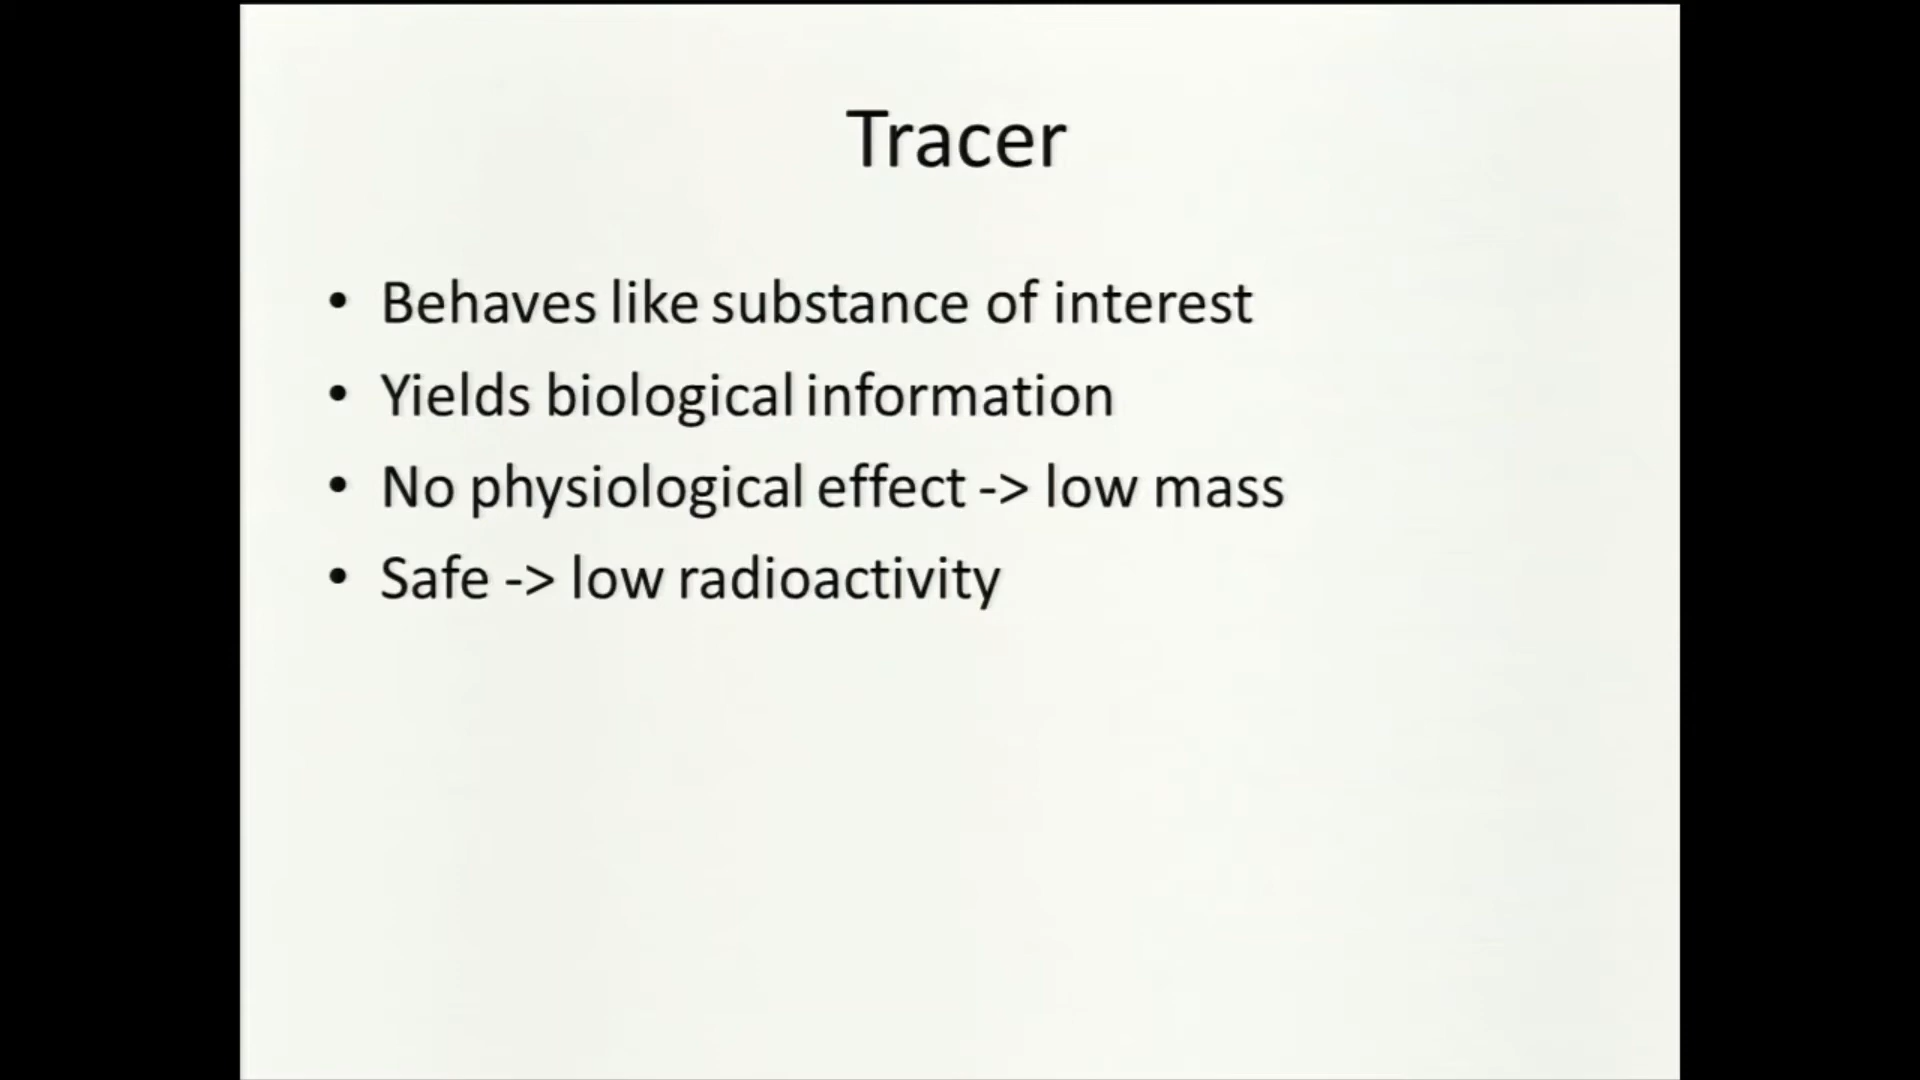 Tracer
• Behaves like substance of interest
• Yields biological information
• No physiological effect -> low mass
• Safe -> low radioactivity